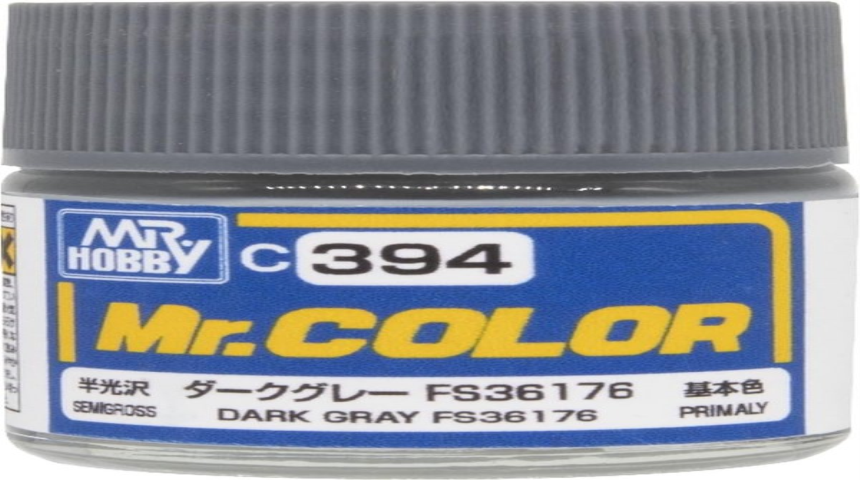 MR.
HOBBY
C 394
Mr.COLOR
半光沢 ダークグレー FS36176 基本色
SEMIGROSS DARK GRAY FS36176 PRIMALY